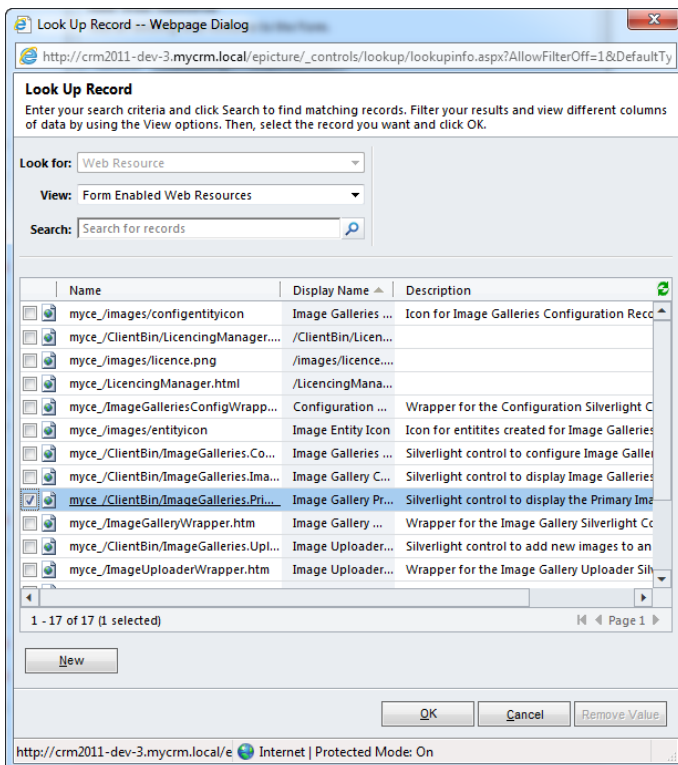 Look Up Record -- Webpage Dialog
http://crm2011-dev-3.mycrm.local/epicture/_controls/lookup/lookupinfo.aspx?AllowFilterOff=1&DefaultTy
Look Up Record
Enter your search criteria and click Search to find matching records. Filter your results and view different columns
of data by using the View options. Then, select the record you want and click OK.
Look for: Web Resource
View: Form Enabled Web Resources
Search: Search for records
Name Display Name Description
myce_/images/configentityicon Image Galleries ... Icon for Image Galleries Configuration Reco
myce_/ClientBin/LicencingManager.... /ClientBin/Licen...
myce_/images/licence.png /images/licence....
myce_/LicencingManager.html /LicencingMana...
myce_/ImageGalleriesConfigWrapp... Configuration ... Wrapper for the Configuration Silverlight C
myce_/images/entityicon Image Entity Icon Icon for entitites created for Image Galleries
myce_/ClientBin/ImageGalleries.Co... Image Galleries ... Silverlight control to configure Image Galler
myce_/ClientBin/ImageGalleries.Ima... Image Gallery C... Silverlight control to display Image Galleries
myce_/ClientBin/ImageGalleries.Pri... Image Gallery Pr... Silverlight control to display the Primary Ima
myce_/ImageGalleryWrapper.htm Image Gallery ... Wrapper for the Image Gallery Silverlight Co
myce_/ClientBin/ImageGalleries.Upl... Image Uploader... Silverlight control to add new images to an
myce_/ImageUploaderWrapper.htm Image Uploader... Wrapper for the Image Gallery Uploader Silv
1 - 17 of 17 (1 selected) Page 1
New
OK Cancel Remove Value
http://crm2011-dev-3.mycrm.local/e Internet | Protected Mode: On